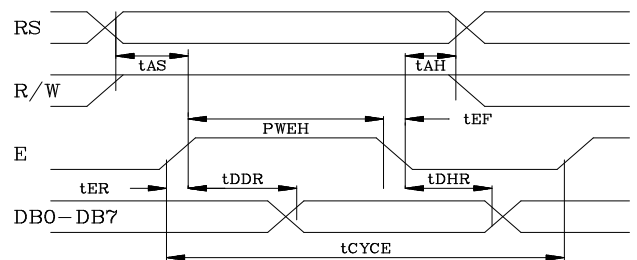 RS
tAS
tAH
R/W
PWEH
tEF
E
tER
tDDR
tDHR
DB0-DB7
tCYCE